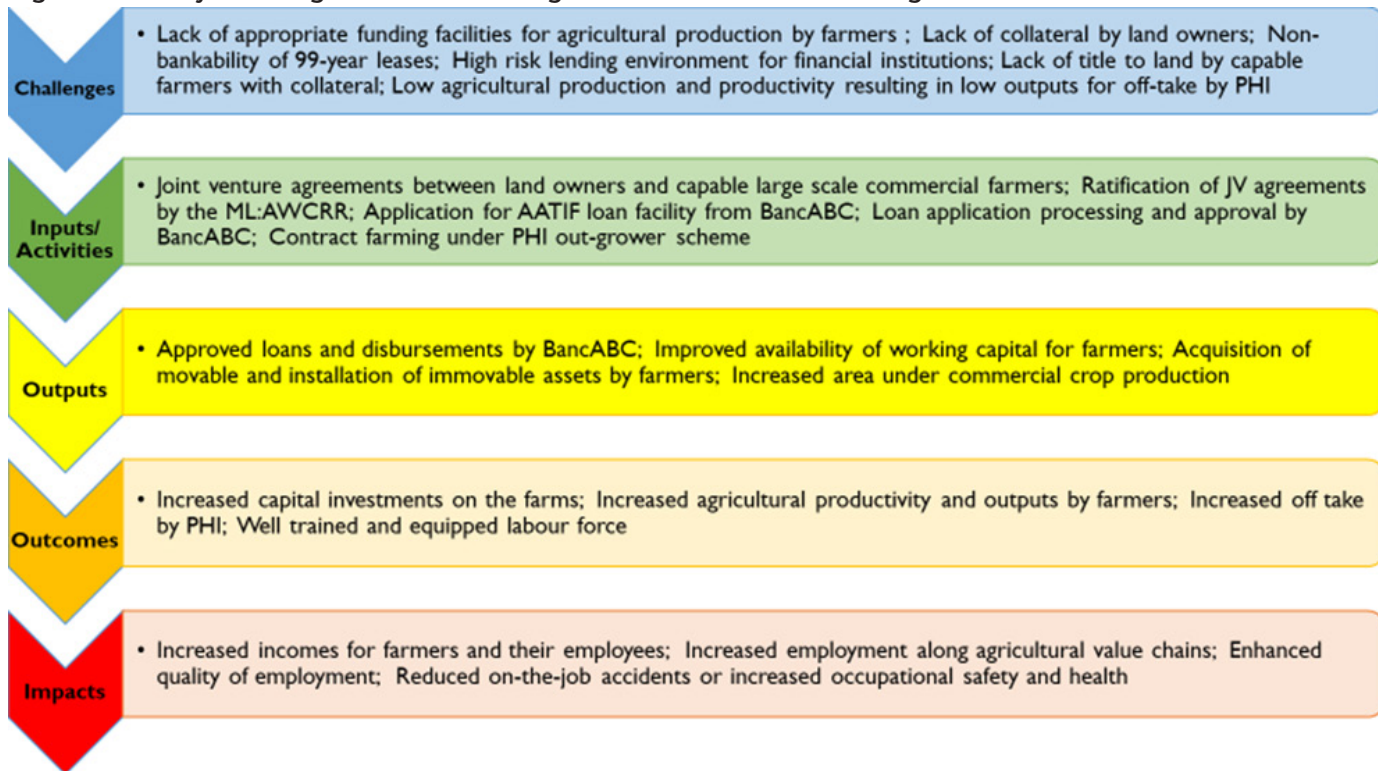 • Lack of appropriate funding facilities for agricultural production by farmers ; Lack of collateral by land owners; Non-
bankability of 99-year leases; High risk lending environment for financial institutions; Lack of title to land by capable
farmers with collateral; Low agricultural production and productivity resulting in low outputs for off-take by PHI
Challenges
• Joint venture agreements between land owners and capable large scale commercial farmers; Ratification of JV agreements
by the ML:AWCRR; Application for AATIF loan facility from BancABC; Loan application processing and approval by
BancABC; Contract farming under PHI out-grower scheme
Inputs/
Activities
• Approved loans and disbursements by BancABC; Improved availability of working capital for farmers; Acquisition of
movable and installation of immovable assets by farmers; Increased area under commercial crop production
Outputs
• Increased capital investments on the farms; Increased agricultural productivity and outputs by farmers; Increased off take
by PHI; Well trained and equipped labour force
Outcomes
• Increased incomes for farmers and their employees; Increased employment along agricultural value chains; Enhanced
quality of employment; Reduced on-the-job accidents or increased occupational safety and health
Impacts